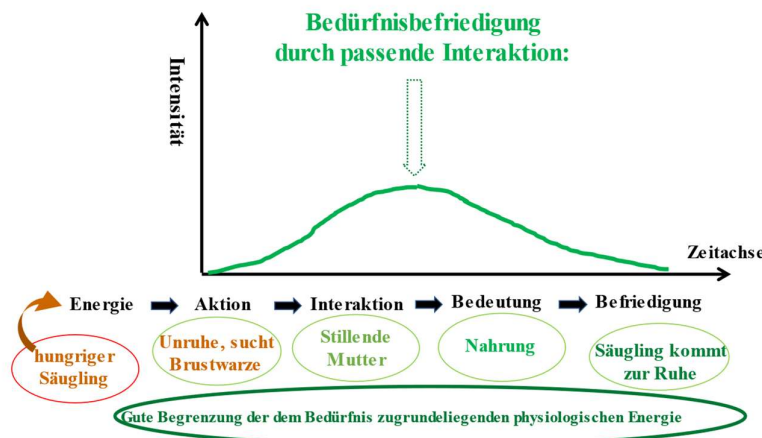 Bedürfnisbefriedigung
durch passende Interaktion:
Intensität
Zeitachse
Energie Aktion Interaktion Bedeutung Befriedigung
hungriger
Säugling
Unruhe, sucht
Brustwarze
Stillende
Mutter
Nahrung
Säugling kommt
zur Ruhe
Gute Begrenzung der dem Bedürfnis zugrundeliegenden physiologischen Energie